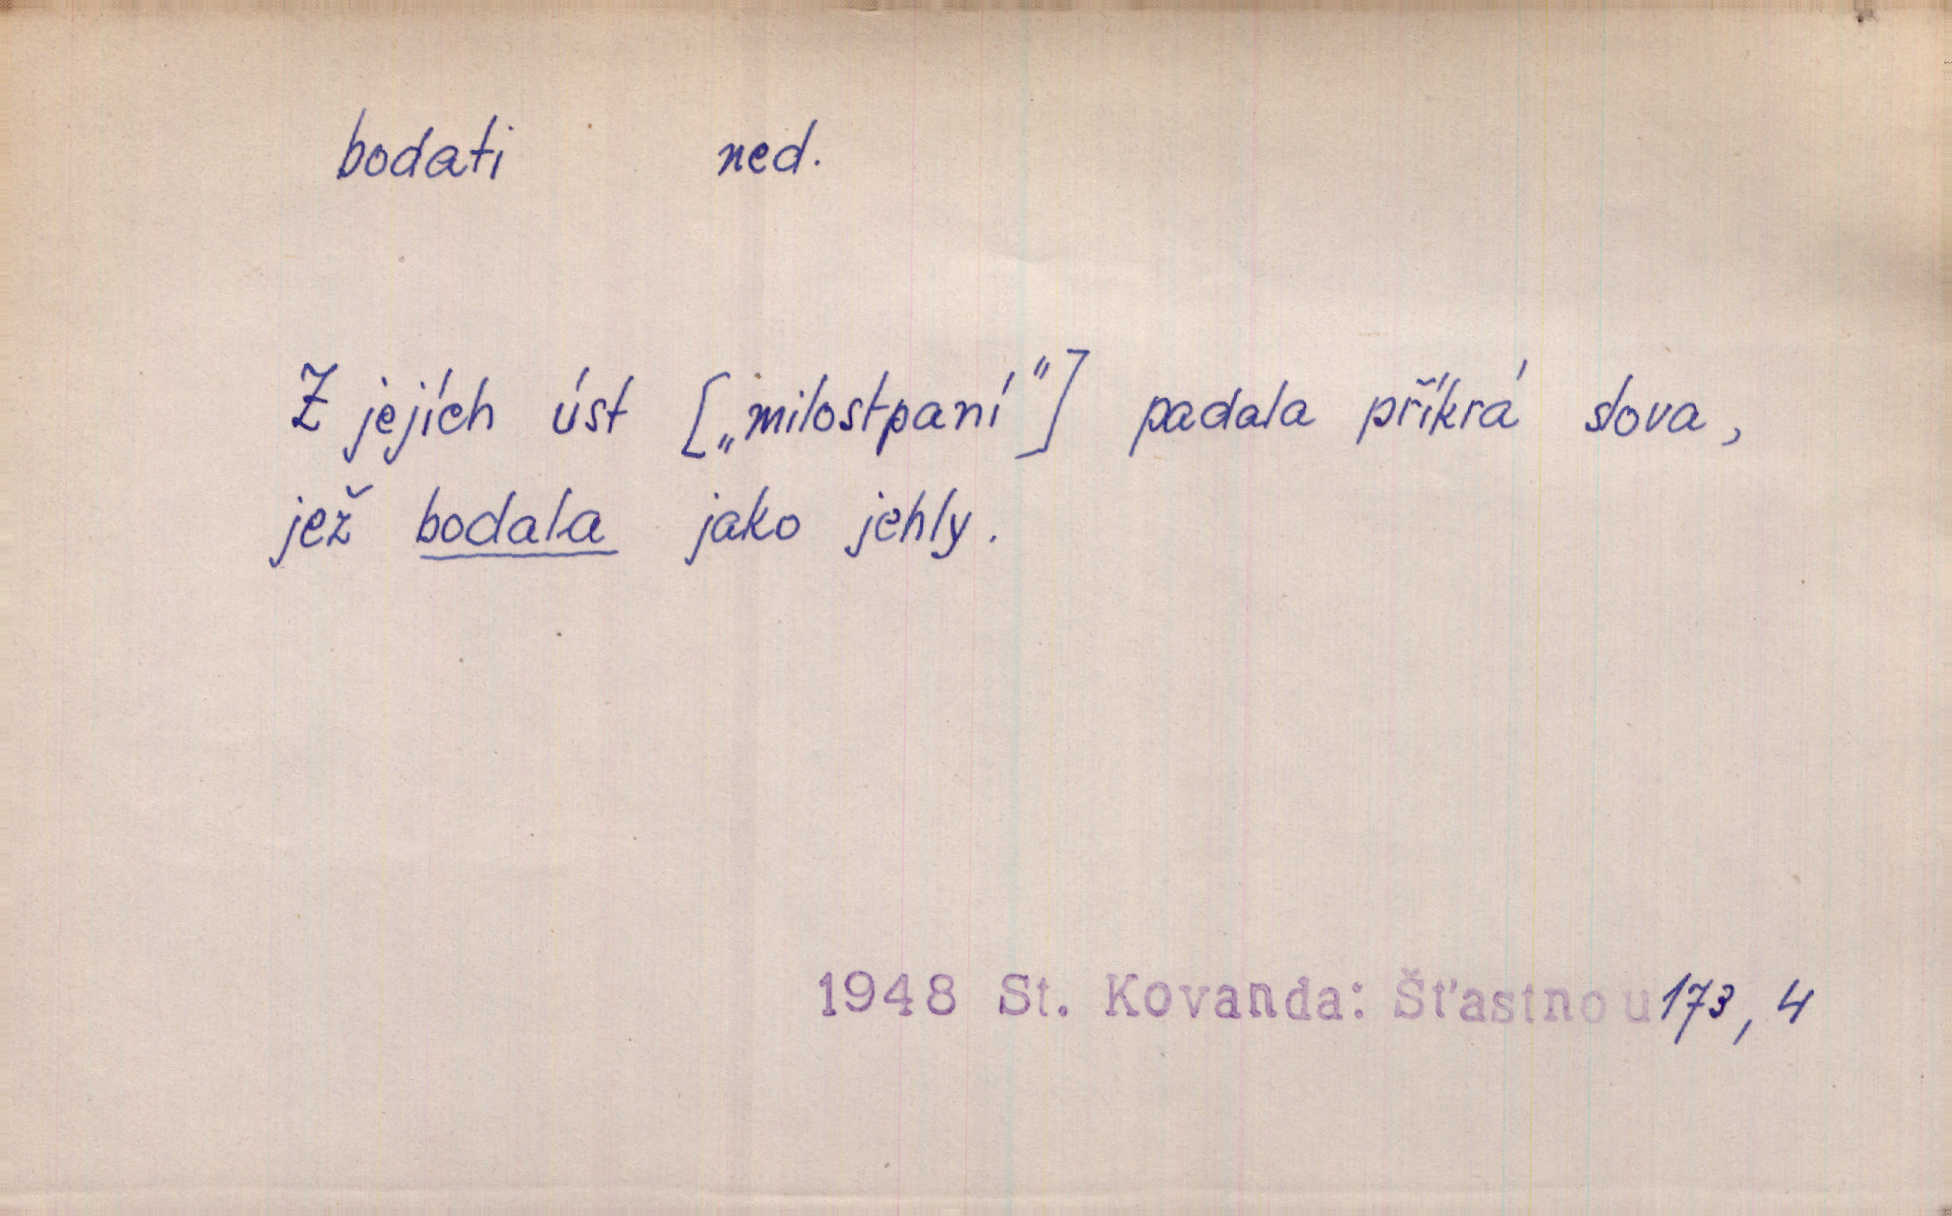 bodati ned.
Z jejích úst [„milostpaní“] padala příkrá slova,
jež bodala jako jehly.
1948 St. Kovanda: Šťastnou 173, 4